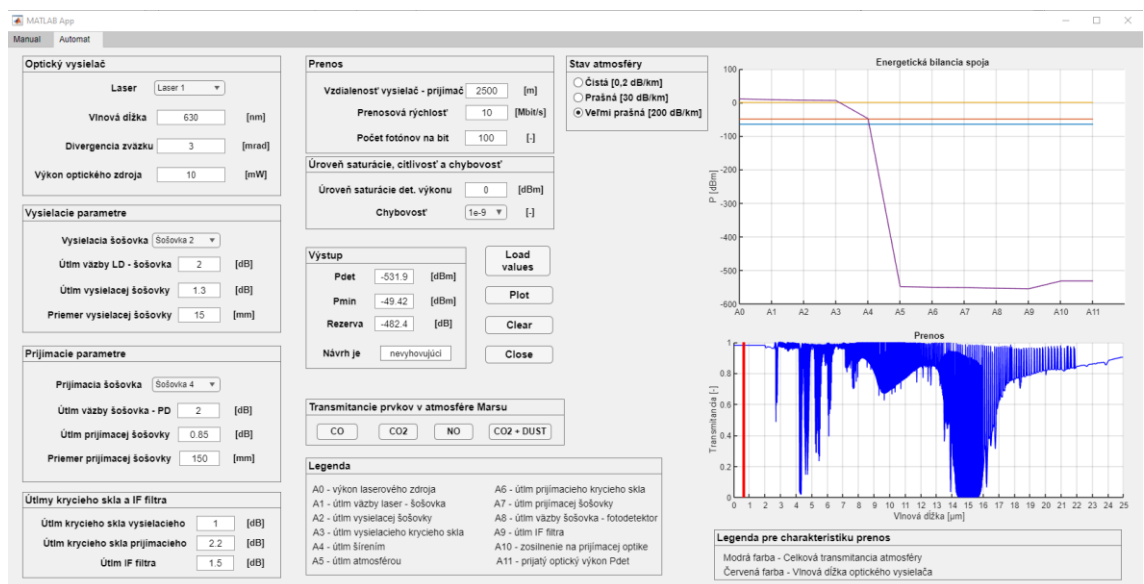 MATLAB App
Manual Automat
Optický vysielač
Laser Laser 1
Vlnová dĺžka 630 [nm]
Divergencia zväzku 3 [mrad]
Výkon optického zdroja 10 [mW]
Vysielacie parametre
Vysielacia šošovka Šošovka 2
Útlm väzby LD - šošovka 2 [dB]
Útlm vysielacej šošovky 1.3 [dB]
Priemer vysielacej šošovky 15 [mm]
Prijímacie parametre
Prijímacia šošovka Šošovka 4
Útlm väzby šošovka - PD 2 [dB]
Útlm prijímacej šošovky 0.85 [dB]
Priemer prijímacej šošovky 150 [mm]
Útlmy krycieho skla a IF filtra
Útlm krycieho skla vysielacieho 1 [dB]
Útlm krycieho skla prijímacieho 2.2 [dB]
Útlm IF filtra 1.5 [dB]
Prenos
Vzdialenosť vysielač - prijímač 2500 [m]
Prenosová rýchlosť 10 [Mbit/s]
Počet fotónov na bit 100 [-]
Úroveň saturácie, citlivosť a chybovosť
Úroveň saturácie det. výkonu 0 [dBm]
Chybovosť 1e-9 [-]
Výstup
Pdet -531.9 [dBm]
Pmin -49.42 [dBm]
Rezerva -482.4 [dB]
Návrh je nevyhovujúci
Load
values
Plot
Clear
Close
Transmitancie prvkov v atmosfére Marsu
CO CO2 NO CO2 + DUST
Legenda
A0 - výkon laserového zdroja
A1 - útlm väzby laser - šošovka
A2 - útlm vysielacej šošovky
A3 - útlm vysielacieho krycieho skla
A4 - útlm šírením
A5 - útlm atmosférou
A6 - útlm prijímacieho krycieho skla
A7 - útlm prijímacej šošovky
A8 - útlm väzby šošovka - fotodetektor
A9 - útlm IF filtra
A10 - zosilnenie na prijímacej optike
A11 - prijatý optický výkon Pdet
Stav atmosféry
Čistá [0,2 dB/km]
Prašná [30 dB/km]
Veľmi prašná [200 dB/km]
Energetická bilancia spoja
P [dBm]
100
0
-100
-200
-300
-400
-500
-600
A0 A1 A2 A3 A4 A5 A6 A7 A8 A9 A10 A11
Prenos
Transmitancia [-]
1
0.8
0.6
0.4
0.2
0
0 1 2 3 4 5 6 7 8 9 10 11 12 13 14 15 16 17 18 19 20 21 22 23 24 25
Vlnová dĺžka [µm]
Legenda pre charakteristiku prenos
Modrá farba - Celková transmitancia atmosféry
Červená farba - Vlnová dĺžka optického vysielača